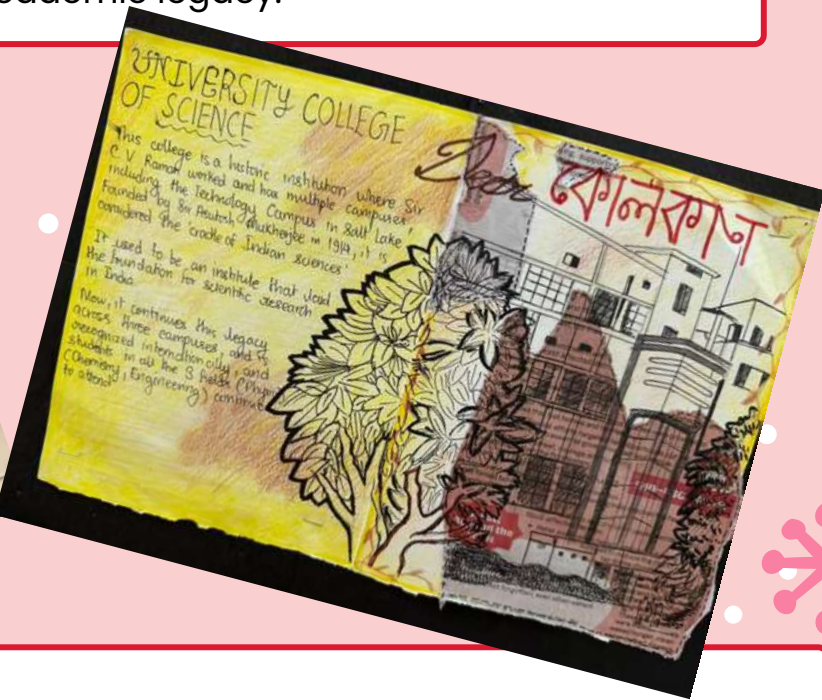 academic legacy.
UNIVERSITY COLLEGE
OF SCIENCE
This college is a historic institution where Sir
C V Raman worked and has multiple campuses,
including the Technology Campus in Salt Lake.
Founded by Sir Asutosh Mukherjee in 1914, it is
considered the cradle of Indian sciences.
It used to be an institute that lead
the foundation for scientific research
in India.
Now, it continues this legacy
across three campuses, and is
recognized internationally, and
students in all the 3 fields (Physics
(Chemistry, Engineering) continue
to attend
Dear কোলকাতা